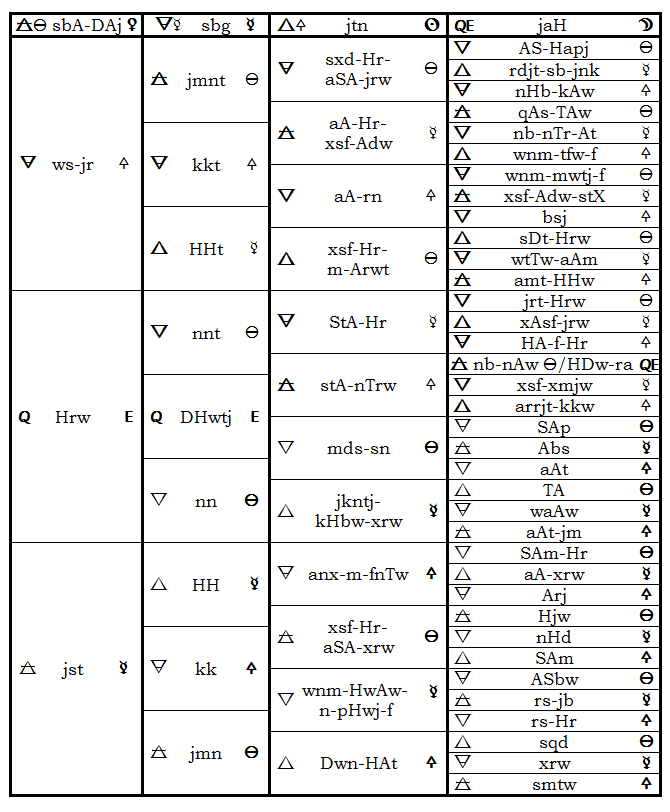 🜁🜔 sbA-DAj ♀
🜃☿ sbg ☿
🜂🜍 jtn ☉
QE jaH ☽
🜃 ws-jr 🜍
Q Hrw E
🜁 jst ☿
🜁 jmnt 🜔
🜃 kkt 🜍
🜂 HHt ☿
🜄 nnt 🜔
Q DHwtj E
🜄 nn 🜔
🜂 HH ☿
🜃 kk 🜍
🜁 jmn 🜔
🜃 sxd-Hr- 🜔
aSA-jrw
🜁 aA-Hr- ☿
xsf-Adw
🜄 aA-rn 🜍
🜂 xsf-Hr- 🜔
m-Arwt
🜃 StA-Hr ☿
🜁 stA-nTrw 🜍
🜄 mds-sn 🜔
🜂 jkntj- ☿
kHbw-xrw
🜃 anx-m-fnTw 🜍
🜁 xsf-Hr- 🜔
aSA-xrw
🜄 wnm-HwAw- ☿
n-pHwj-f
🜂 Dwn-HAt 🜍
🜄 AS-Hapj 🜔
🜂 rdjt-sb-jnk ☿
🜃 nHb-kAw 🜍
🜁 qAs-TAw 🜔
🜄 nb-nTr-At ☿
🜂 wnm-tfw-f 🜍
🜃 wnm-mwtj-f 🜔
🜁 xsf-Adw-stX ☿
🜄 bsj 🜍
🜂 sDt-Hrw 🜔
🜃 wtTw-aAm ☿
🜁 amt-HHw 🜍
🜄 jrt-Hrw 🜔
🜂 xAsf-jrw ☿
🜃 HA-f-Hr 🜍
🜁 nb-nAw 🜔/HDw-ra QE
🜄 xsf-xmjw ☿
🜂 arrjt-kkw 🜍
🜃 SAp 🜔
🜁 Abs ☿
🜄 aAt 🜍
🜂 TA 🜔
🜃 waAw ☿
🜁 aAt-jm 🜍
🜄 SAm-Hr 🜔
🜂 aA-xrw ☿
🜃 Arj 🜍
🜁 Hjw 🜔
🜄 nHd ☿
🜂 SAm 🜍
🜃 ASbw 🜔
🜁 rs-jb ☿
🜄 rs-Hr 🜍
🜂 sqd 🜔
🜃 xrw ☿
🜁 smtw 🜍